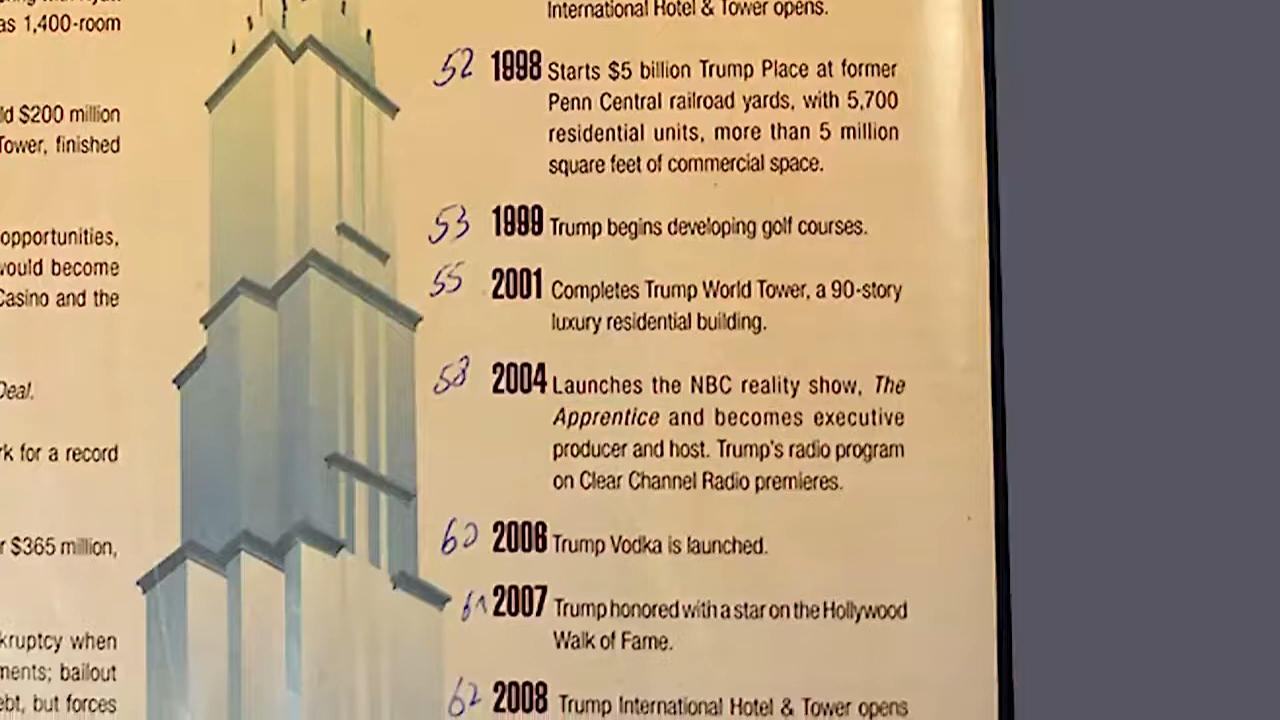 as 1,400-room
ld $200 million
Tower, finished
opportunities,
would become
Casino and the
Deal.
rk for a record
r $365 million,
kruptcy when
ments; bailout
ebt, but forces
International Hotel & Tower opens.
52 1998 Starts $5 billion Trump Place at former
Penn Central railroad yards, with 5,700
residential units, more than 5 million
square feet of commercial space.
53 1999 Trump begins developing golf courses.
55 2001 Completes Trump World Tower, a 90-story
luxury residential building.
58 2004 Launches the NBC reality show, The
Apprentice and becomes executive
producer and host. Trump's radio program
on Clear Channel Radio premieres.
60 2006 Trump Vodka is launched.
61 2007 Trump honored with a star on the Hollywood
Walk of Fame.
62 2008 Trump International Hotel & Tower opens